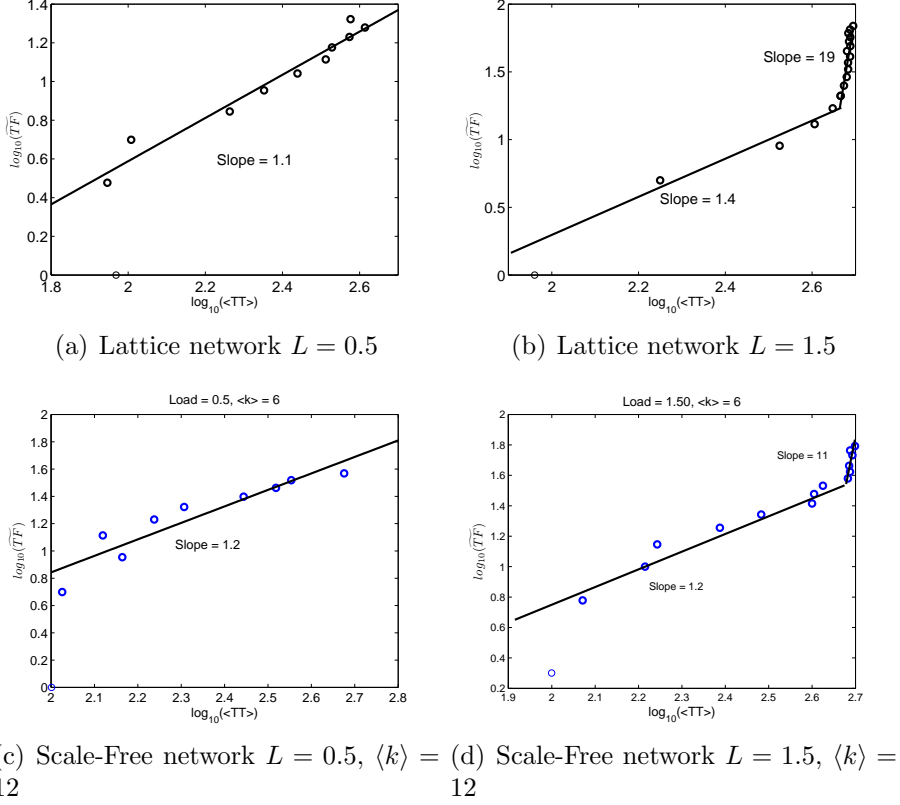 1.4
1.2
1
0.8
0.6
0.4
0.2
0
1.8 2 2.2 2.4 2.6
log10(T̃F)
log10(<TT>)
Slope = 1.1
(a) Lattice network L = 0.5
2
1.5
1
0.5
0
2 2.2 2.4 2.6
log10(T̃F)
log10(<TT>)
Slope = 19
Slope = 1.4
(b) Lattice network L = 1.5
Load = 0.5, <k> = 6
2
1.8
1.6
1.4
1.2
1
0.8
0.6
0.4
0.2
0
2 2.1 2.2 2.3 2.4 2.5 2.6 2.7 2.8
log10(T̃F)
log10(<TT>)
Slope = 1.2
(c) Scale-Free network L = 0.5, ⟨k⟩ =
12
Load = 1.50, <k> = 6
2
1.8
1.6
1.4
1.2
1
0.8
0.6
0.4
0.2
1.9 2 2.1 2.2 2.3 2.4 2.5 2.6 2.7
log10(T̃F)
log10(<TT>)
Slope = 11
Slope = 1.2
(d) Scale-Free network L = 1.5, ⟨k⟩ =
12